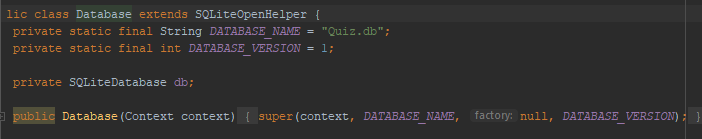 lic class Database extends SQLiteOpenHelper {
private static final String DATABASE_NAME = "Quiz.db";
private static final int DATABASE_VERSION = 1;
private SQLiteDatabase db;
public Database(Context context) { super(context, DATABASE_NAME, factory: null, DATABASE_VERSION); }